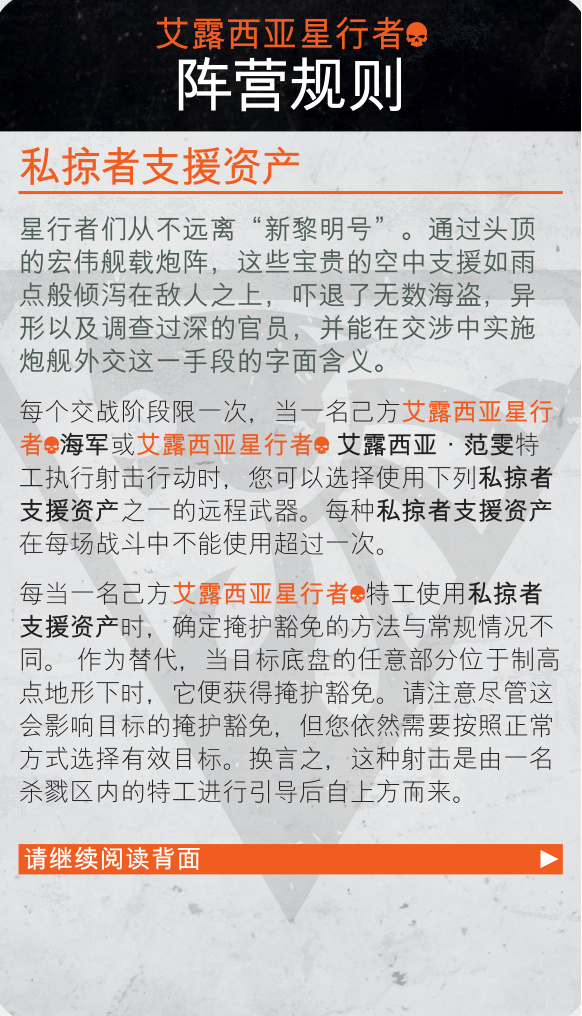 艾露西亚星行者
阵营规则
私掠者支援资产
星行者们从不远离“新黎明号”。通过头顶
的宏伟舰载炮阵，这些宝贵的空中支援如雨
点般倾泻在敌人之上，吓退了无数海盗，异
形以及调查过深的官员，并能在交涉中实施
炮舰外交这一手段的字面含义。
每个交战阶段限一次，当一名己方艾露西亚星行
者海军或艾露西亚星行者 艾露西亚·范雯特
工执行射击行动时，您可以选择使用下列私掠者
支援资产之一的远程武器。每种私掠者支援资产
在每场战斗中不能使用超过一次。
每当一名己方艾露西亚星行者特工使用私掠者
支援资产时，确定掩护豁免的方法与常规情况不
同。 作为替代，当目标底盘的任意部分位于制高
点地形下时，它便获得掩护豁免。请注意尽管这
会影响目标的掩护豁免，但您依然需要按照正常
方式选择有效目标。换言之，这种射击是由一名
杀戮区内的特工进行引导后自上方而来。
请继续阅读背面